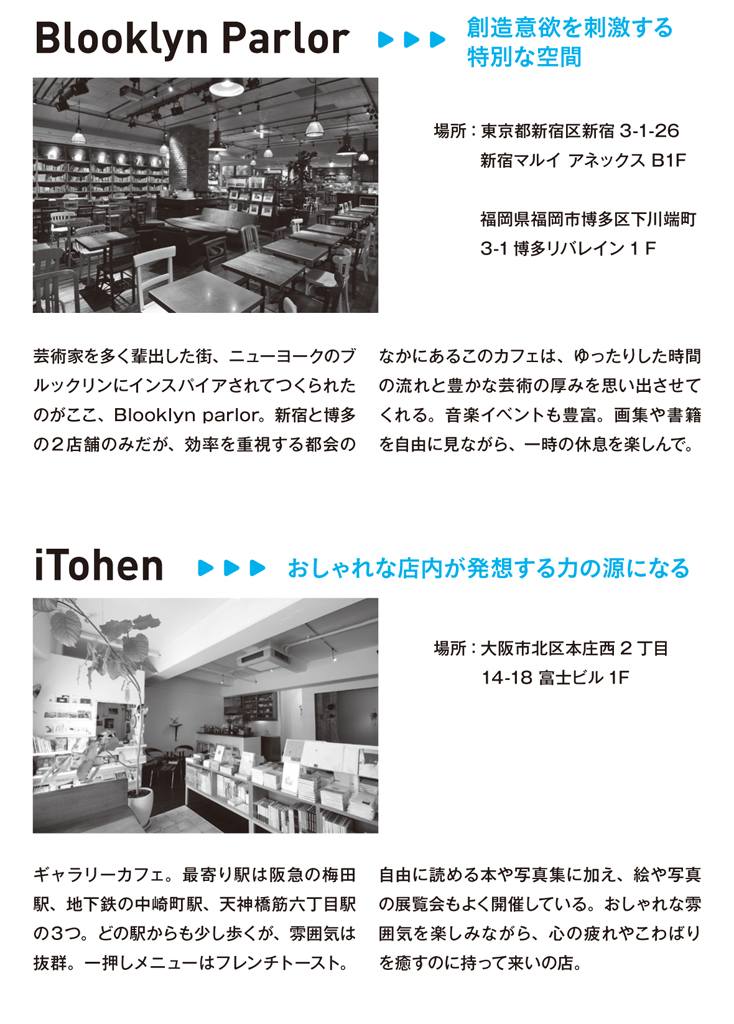 Blooklyn Parlor
創造意欲を刺激する
特別な空間
場所：東京都新宿区新宿 3-1-26
新宿マルイ アネックス B1F
福岡県福岡市博多区下川端町
3-1 博多リバレイン 1 F
芸術家を多く輩出した街、ニューヨークのブ
ルックリンにインスパイアされてつくられた
のがここ、Blooklyn parlor。新宿と博多
の２店舗のみだが、効率を重視する都会の
なかにあるこのカフェは、ゆったりした時間
の流れと豊かな芸術の厚みを思い出させて
くれる。音楽イベントも豊富。画集や書籍
を自由に見ながら、一時の休息を楽しんで。
iTohen
おしゃれな店内が発想する力の源になる
場所：大阪市北区本庄西 2 丁目
14-18 富士ビル 1F
ギャラリーカフェ。最寄り駅は阪急の梅田
駅、地下鉄の中崎町駅、天神橋筋六丁目駅
の３つ。どの駅からも少し歩くが、雰囲気は
抜群。一押しメニューはフレンチトースト。
自由に読める本や写真集に加え、絵や写真
の展覧会もよく開催している。おしゃれな雰
囲気を楽しみながら、心の疲れやこわばり
を癒すのに持って来いの店。